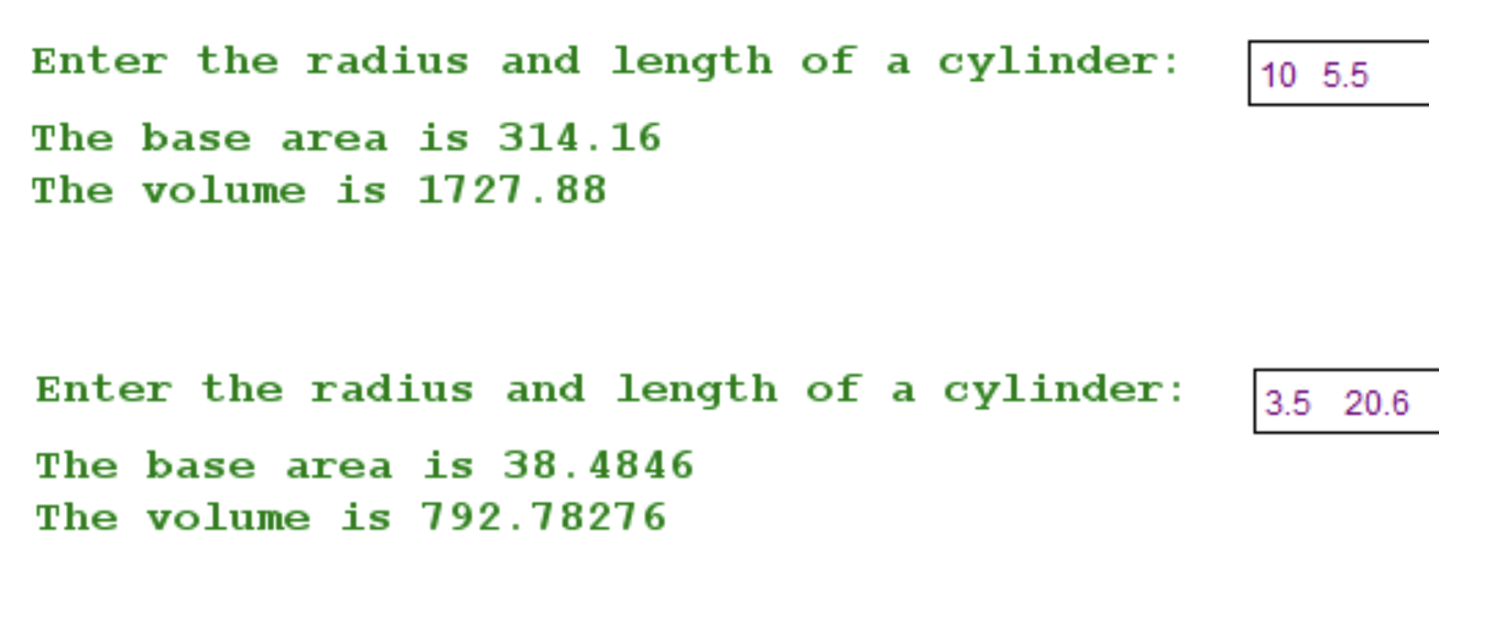 Enter the radius and length of a cylinder: 10 5.5
The base area is 314.16
The volume is 1727.88
Enter the radius and length of a cylinder: 3.5 20.6
The base area is 38.4846
The volume is 792.78276